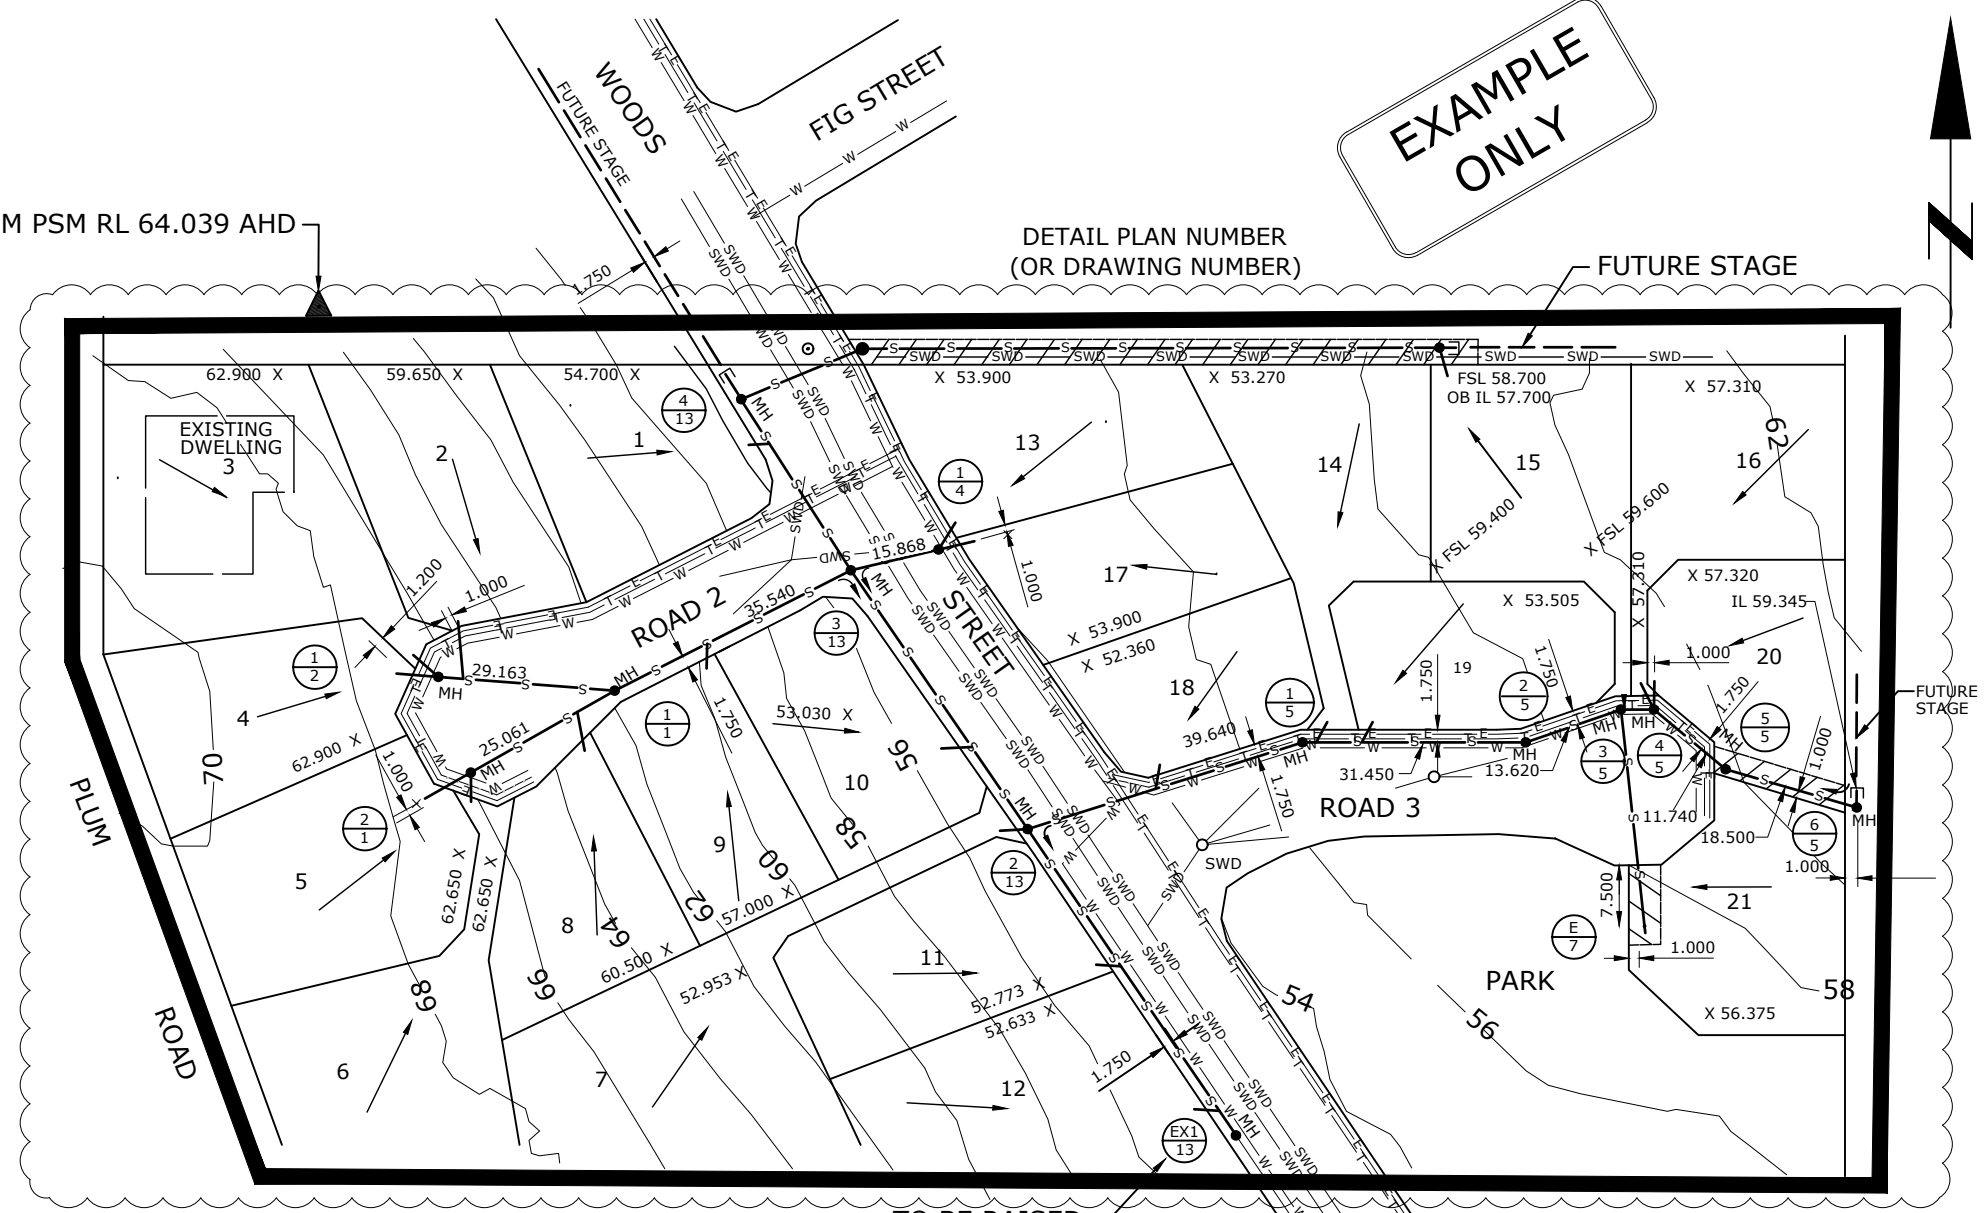 EXAMPLE
ONLY
N
WOODS
FIG STREET
FUTURE STAGE
M PSM RL 64.039 AHD
DETAIL PLAN NUMBER
(OR DRAWING NUMBER)
FUTURE STAGE
1.750
62.900 X
59.650 X
54.700 X
X 53.900
X 53.270
FSL 58.700
OB IL 57.700
X 57.310
EXISTING
DWELLING
3
2
1
4
13
MH
13
14
15
16
62
1
4
X FSL 59.400
X FSL 59.600
X 57.310
15.868
MH
1.000
17
X 57.320
IL 59.345
1.200
1.000
ROAD 2
35.540
STREET
X 53.505
3
13
X 53.900
X 52.360
1.000
20
1
2
29.163
MH
MH
4
18
1
5
1.750
19
2
5
1.750
1.750
FUTURE
STAGE
5
5
1
1
1.750
53.030 X
39.640
MH
MH
MH
MH
MH
3
5
4
5
1.000
62.900 X
25.061
MH
1.000 X
70
56
10
31.450
13.620
1.750
ROAD 3
11.740
18.500
MH
6
5
PLUM
2
1
MH
58
9
60
SWD
1.000
5
62.650 X
62.650 X
2
13
62
57.000 X
7.500
21
8
64
E
7
1.000
68
66
60.500 X
52.953 X
11
52.773 X
52.633 X
54
PARK
58
56
X 56.375
ROAD
6
7
1.750
12
MH
EX1
13
TO BE RAISED